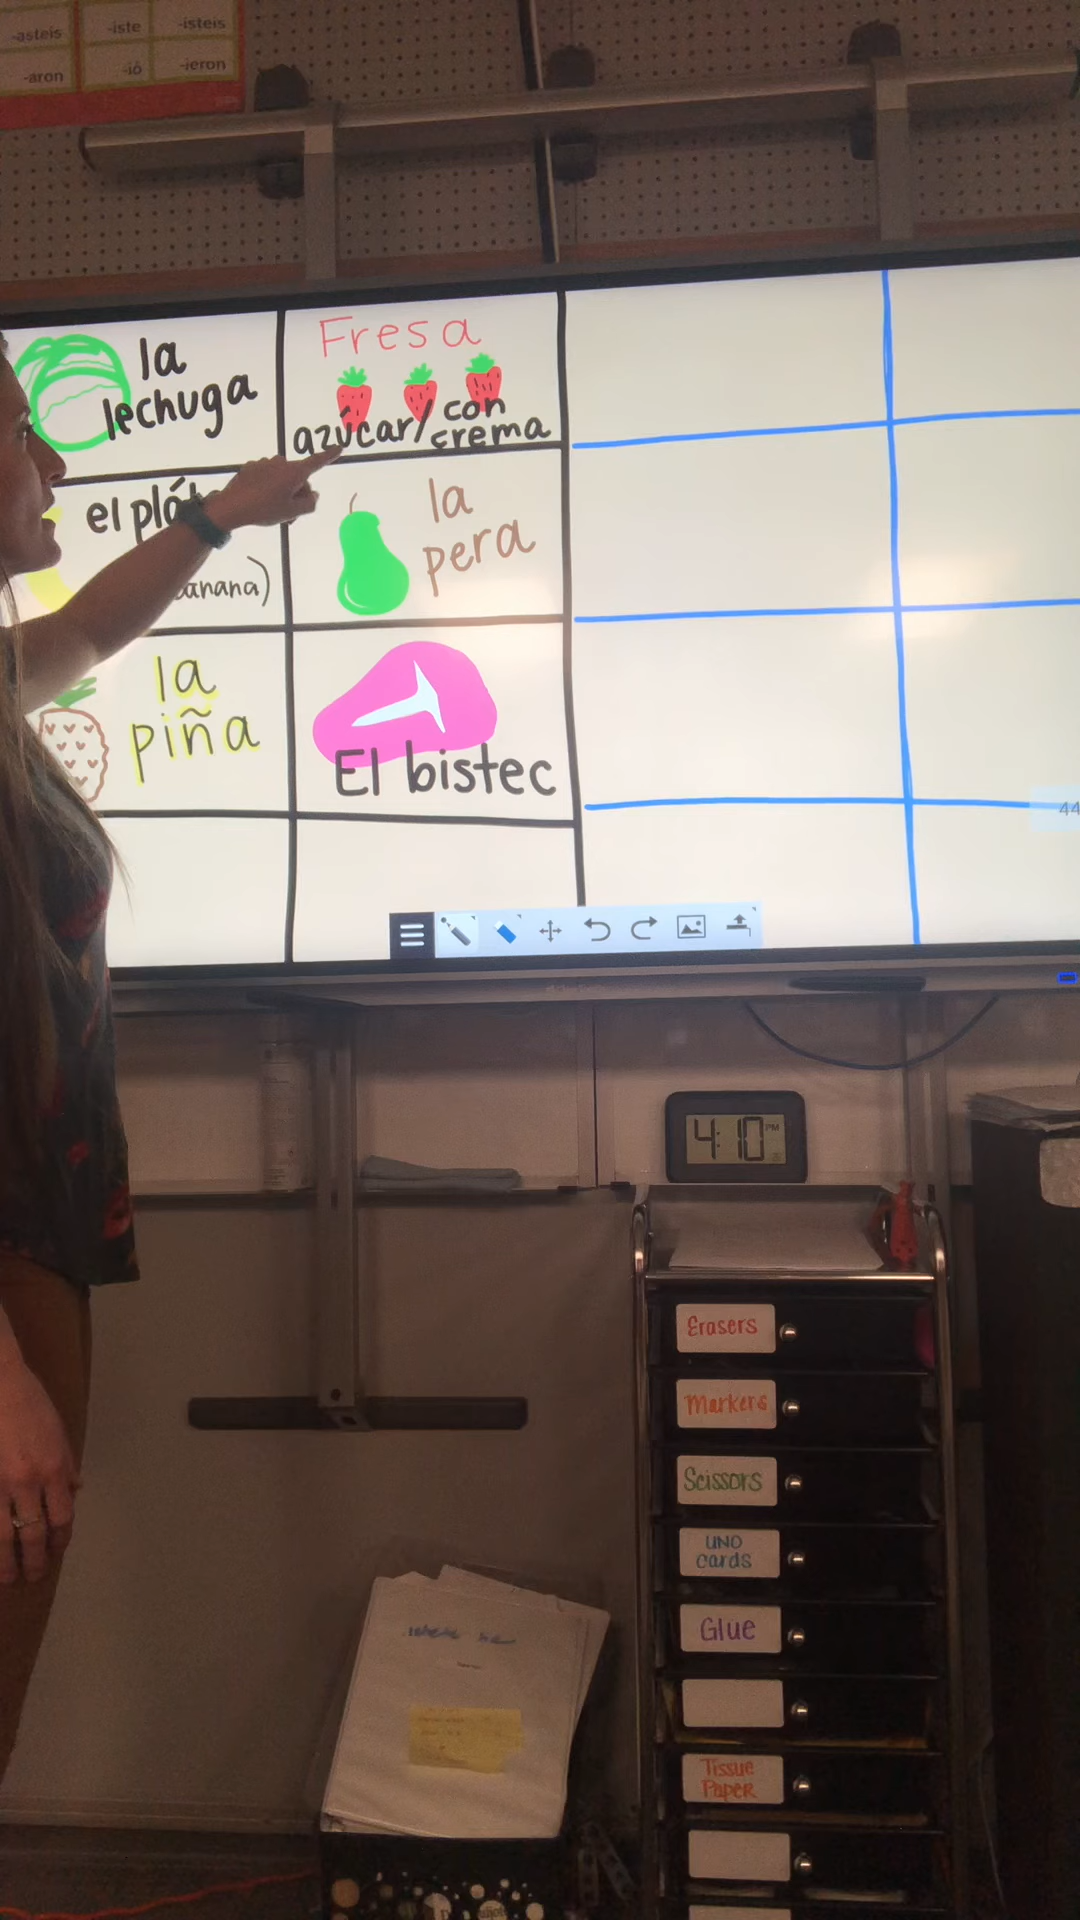 -asteis -iste -isteis
-aron -ió -ieron
la
lechuga
Fresa
azúcar/con
crema
el plát
anana)
la
pera
la
piña
El bistec
44
4:10 PM
Erasers
Markers
Scissors
UNO
cards
Glue
Tissue
Paper